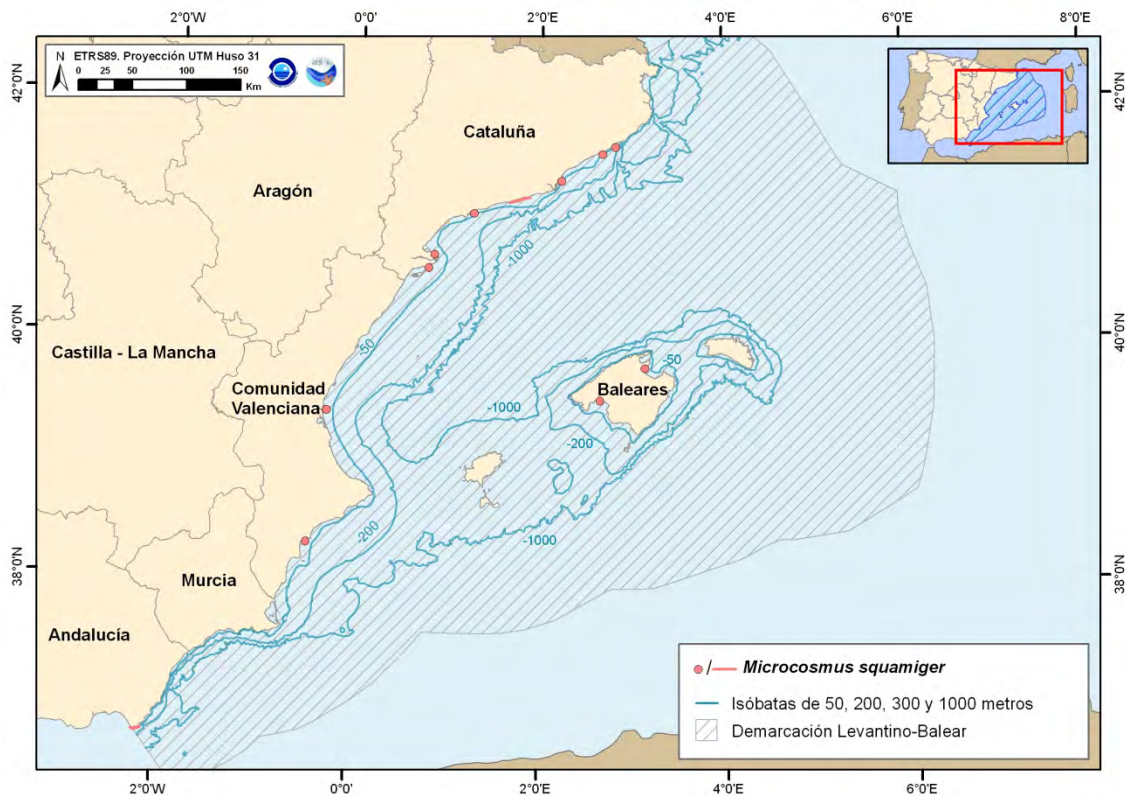 2°0'W 0°0' 2°0'E 4°0'E 6°0'E 8°0'E
N ETRS89. Proyección UTM Huso 31
0 25 50 100 150
Km
42°0'N
42°0'N
Cataluña
Aragón
-1000
40°0'N
40°0'N
-50
Castilla - La Mancha
-50
Comunidad
Valenciana
Baleares
-1000
-200
-200
-1000
38°0'N
38°0'N
Murcia
Andalucía
● / — Microcosmus squamiger
Isóbatas de 50, 200, 300 y 1000 metros
Demarcación Levantino-Balear
2°0'W 0°0' 2°0'E 4°0'E 6°0'E